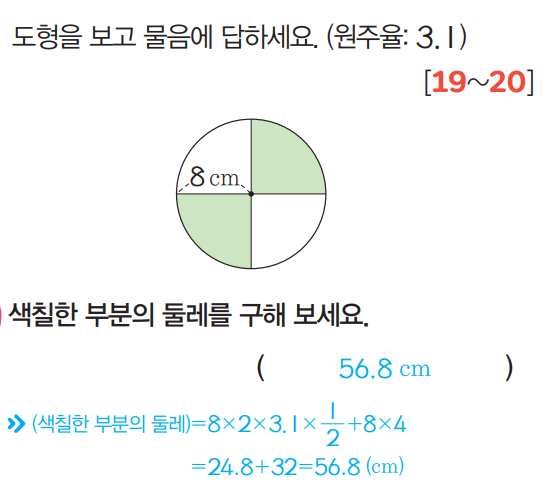 도형을 보고 물음에 답하세요. (원주율: 3.1)
[19~20]
8 cm
색칠한 부분의 둘레를 구해 보세요.
( 56.8 cm )
» (색칠한 부분의 둘레)=8×2×3.1×1/2+8×4
=24.8+32=56.8 (cm)